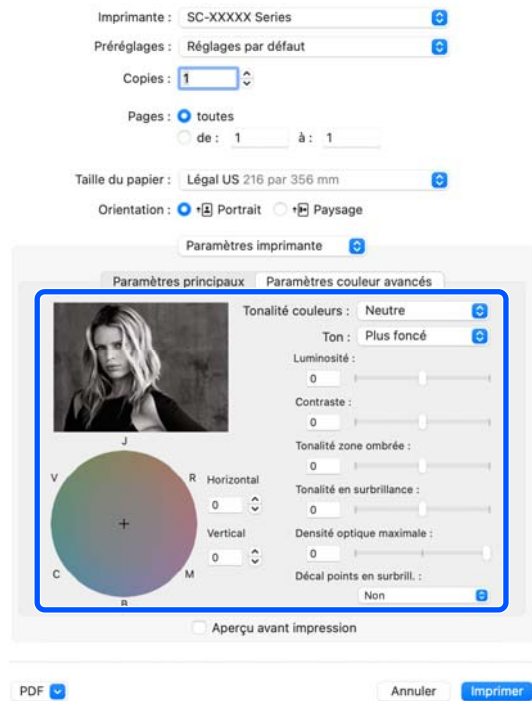 Imprimante : SC-XXXXX Series
Préréglages : Réglages par défaut
Copies : 1
Pages : toutes
de : 1 à : 1
Taille du papier : Légal US 216 par 356 mm
Orientation : Portrait Paysage
Paramètres imprimante
Paramètres principaux Paramètres couleur avancés
Tonalité couleurs : Neutre
Ton : Plus foncé
Luminosité :
0
Contraste :
0
Tonalité zone ombrée :
0
Tonalité en surbrillance :
0
Densité optique maximale :
0
Décal points en surbrill. :
Non
J
V R
C M
B
Horizontal
0
Vertical
0
Aperçu avant impression
PDF Annuler Imprimer